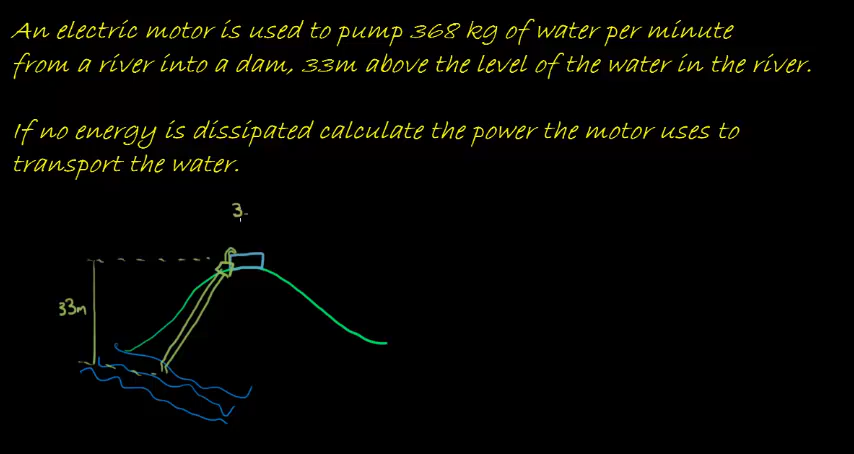 An electric motor is used to pump 368 kg of water per minute
from a river into a dam, 33m above the level of the water in the river.
If no energy is dissipated calculate the power the motor uses to
transport the water.
3
33m